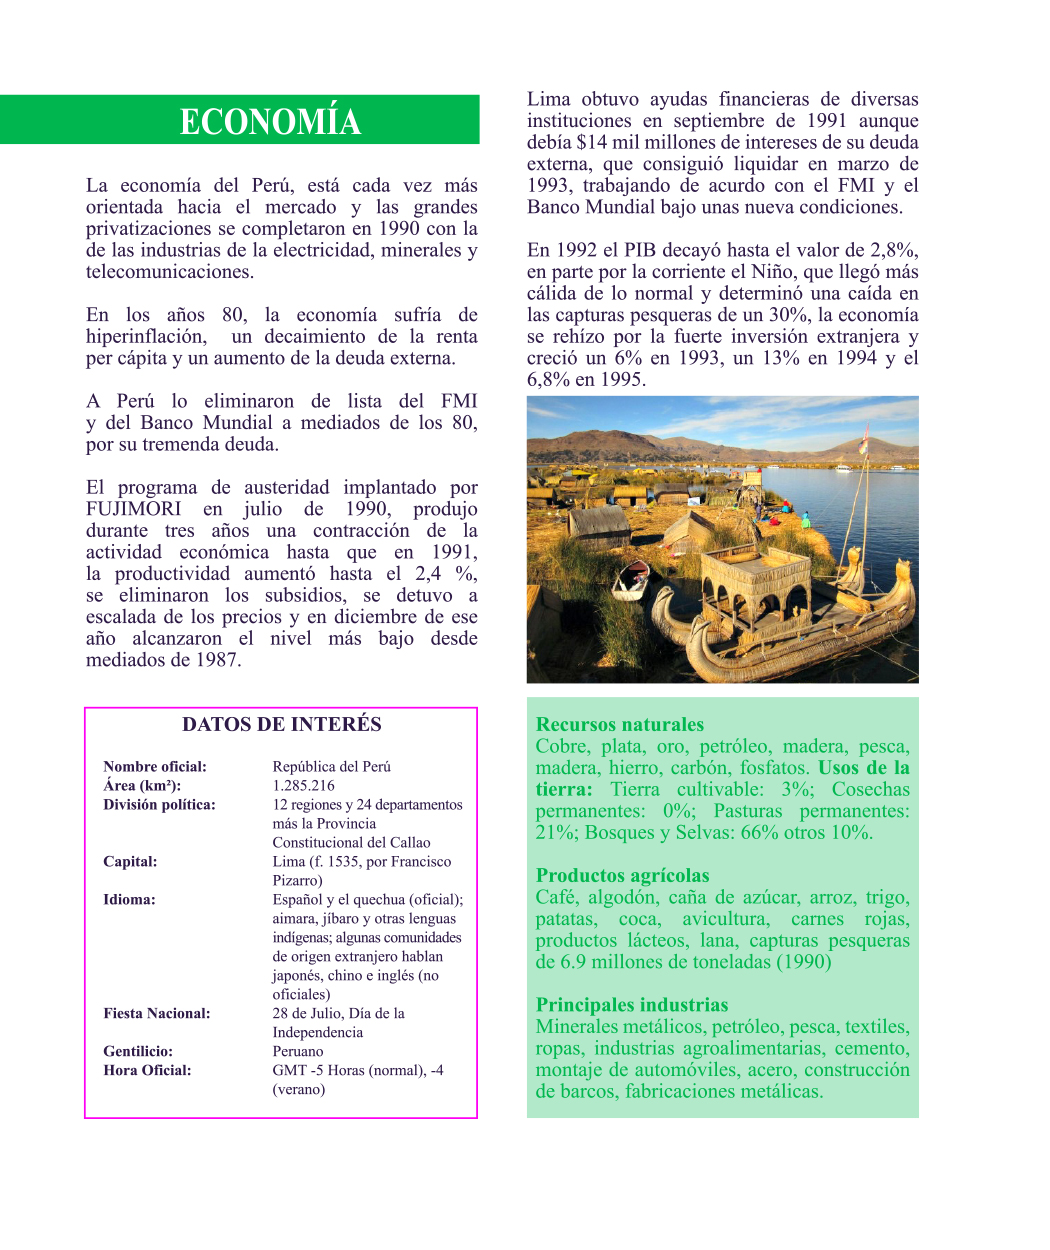 ECONOMÍA
La economía del Perú, está cada vez más
orientada hacia el mercado y las grandes
privatizaciones se completaron en 1990 con la
de las industrias de la electricidad, minerales y
telecomunicaciones.
En los años 80, la economía sufría de
hiperinflación, un decaimiento de la renta
per cápita y un aumento de la deuda externa.
A Perú lo eliminaron de lista del FMI
y del Banco Mundial a mediados de los 80,
por su tremenda deuda.
El programa de austeridad implantado por
FUJIMORI en julio de 1990, produjo
durante tres años una contracción de la
actividad económica hasta que en 1991,
la productividad aumentó hasta el 2,4 %,
se eliminaron los subsidios, se detuvo a
escalada de los precios y en diciembre de ese
año alcanzaron el nivel más bajo desde
mediados de 1987.
DATOS DE INTERÉS
Nombre oficial: República del Perú
Área (km²): 1.285.216
División política: 12 regiones y 24 departamentos
más la Provincia
Constitucional del Callao
Capital: Lima (f. 1535, por Francisco
Pizarro)
Idioma: Español y el quechua (oficial);
aimara, jíbaro y otras lenguas
indígenas; algunas comunidades
de origen extranjero hablan
japonés, chino e inglés (no
oficiales)
Fiesta Nacional: 28 de Julio, Día de la
Independencia
Gentilicio: Peruano
Hora Oficial: GMT -5 Horas (normal), -4
(verano)
Lima obtuvo ayudas financieras de diversas
instituciones en septiembre de 1991 aunque
debía $14 mil millones de intereses de su deuda
externa, que consiguió liquidar en marzo de
1993, trabajando de acurdo con el FMI y el
Banco Mundial bajo unas nueva condiciones.
En 1992 el PIB decayó hasta el valor de 2,8%,
en parte por la corriente el Niño, que llegó más
cálida de lo normal y determinó una caída en
las capturas pesqueras de un 30%, la economía
se rehízo por la fuerte inversión extranjera y
creció un 6% en 1993, un 13% en 1994 y el
6,8% en 1995.
Recursos naturales
Cobre, plata, oro, petróleo, madera, pesca,
madera, hierro, carbón, fosfatos. Usos de la
tierra: Tierra cultivable: 3%; Cosechas
permanentes: 0%; Pasturas permanentes:
21%; Bosques y Selvas: 66% otros 10%.
Productos agrícolas
Café, algodón, caña de azúcar, arroz, trigo,
patatas, coca, avicultura, carnes rojas,
productos lácteos, lana, capturas pesqueras
de 6.9 millones de toneladas (1990)
Principales industrias
Minerales metálicos, petróleo, pesca, textiles,
ropas, industrias agroalimentarias, cemento,
montaje de automóviles, acero, construcción
de barcos, fabricaciones metálicas.